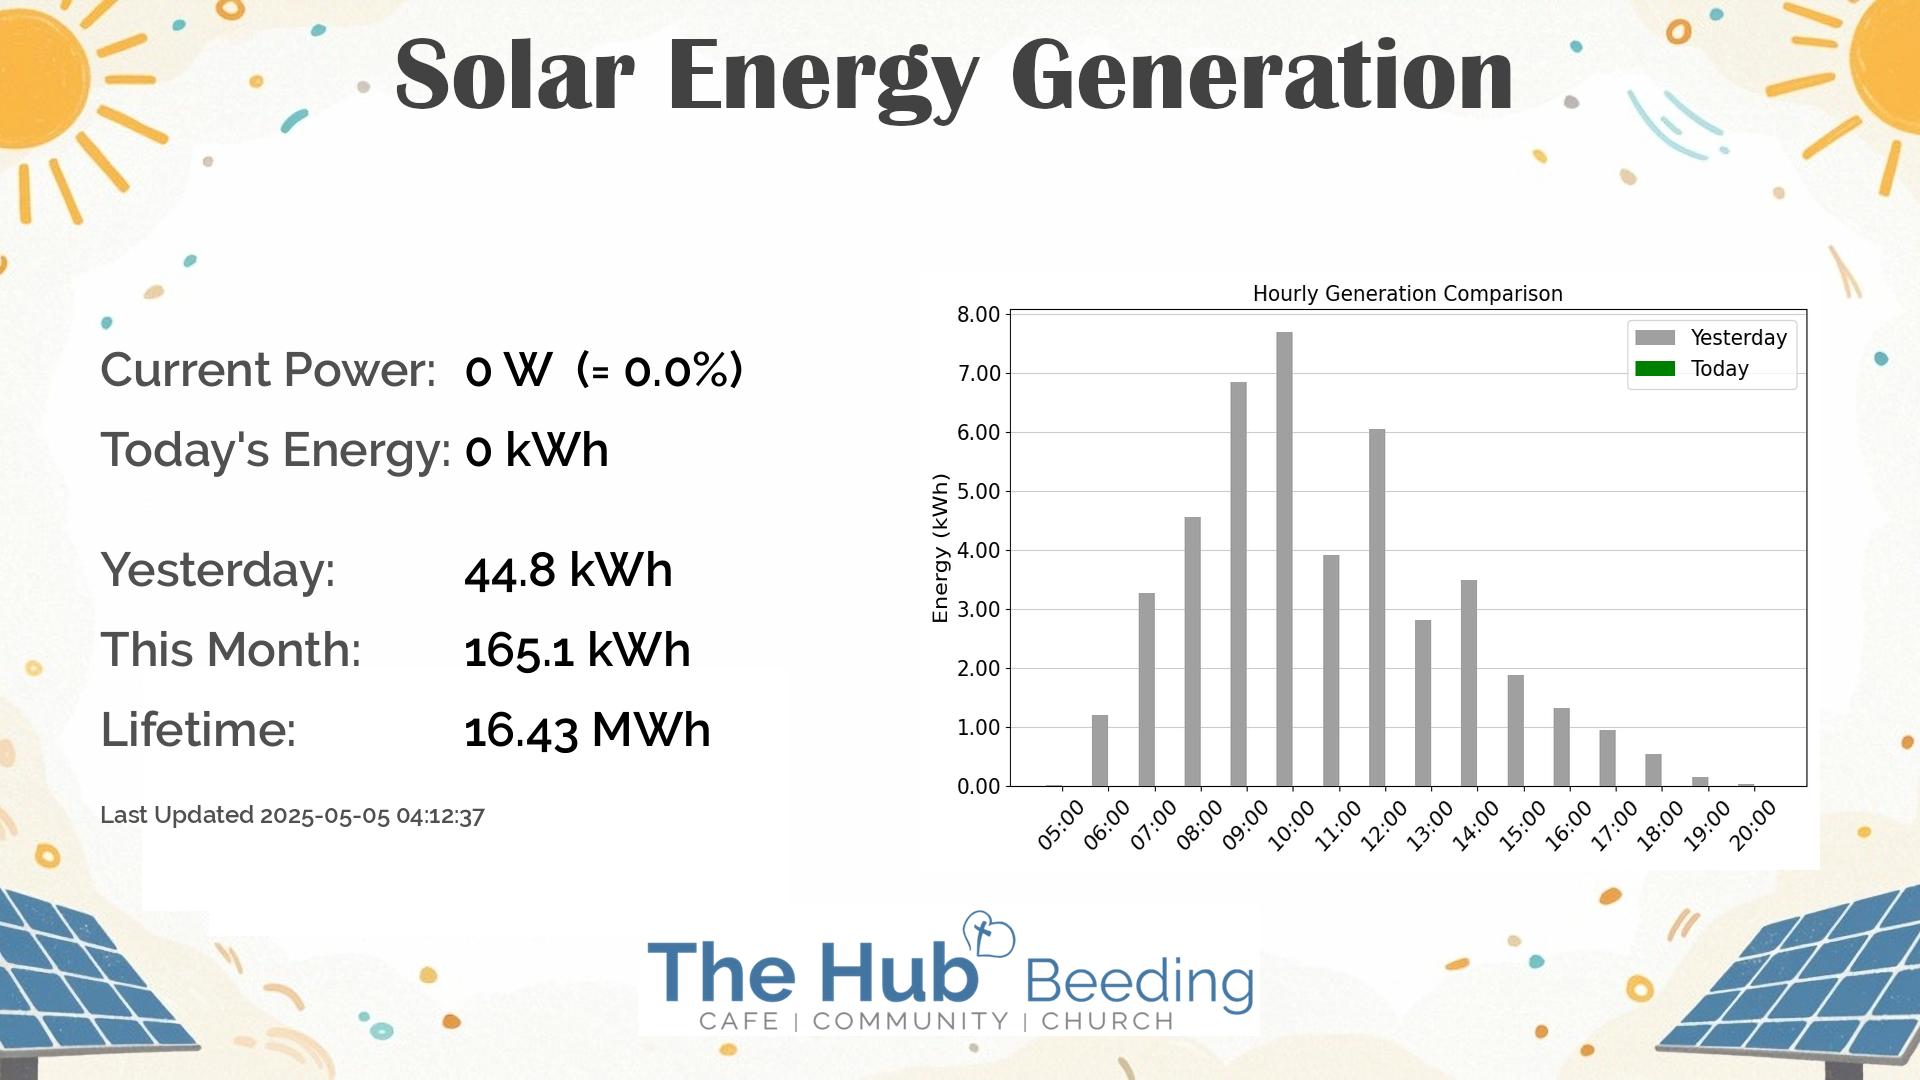 Solar Energy Generation
Current Power: 0 W (= 0.0%)
Today's Energy: 0 kWh
Yesterday: 44.8 kWh
This Month: 165.1 kWh
Lifetime: 16.43 MWh
Last Updated 2025-05-05 04:12:37
Hourly Generation Comparison
Yesterday
Today
Energy (kWh)
8.00
7.00
6.00
5.00
4.00
3.00
2.00
1.00
0.00
05:00 06:00 07:00 08:00 09:00 10:00 11:00 12:00 13:00 14:00 15:00 16:00 17:00 18:00 19:00 20:00
The Hub Beeding
CAFE | COMMUNITY | CHURCH